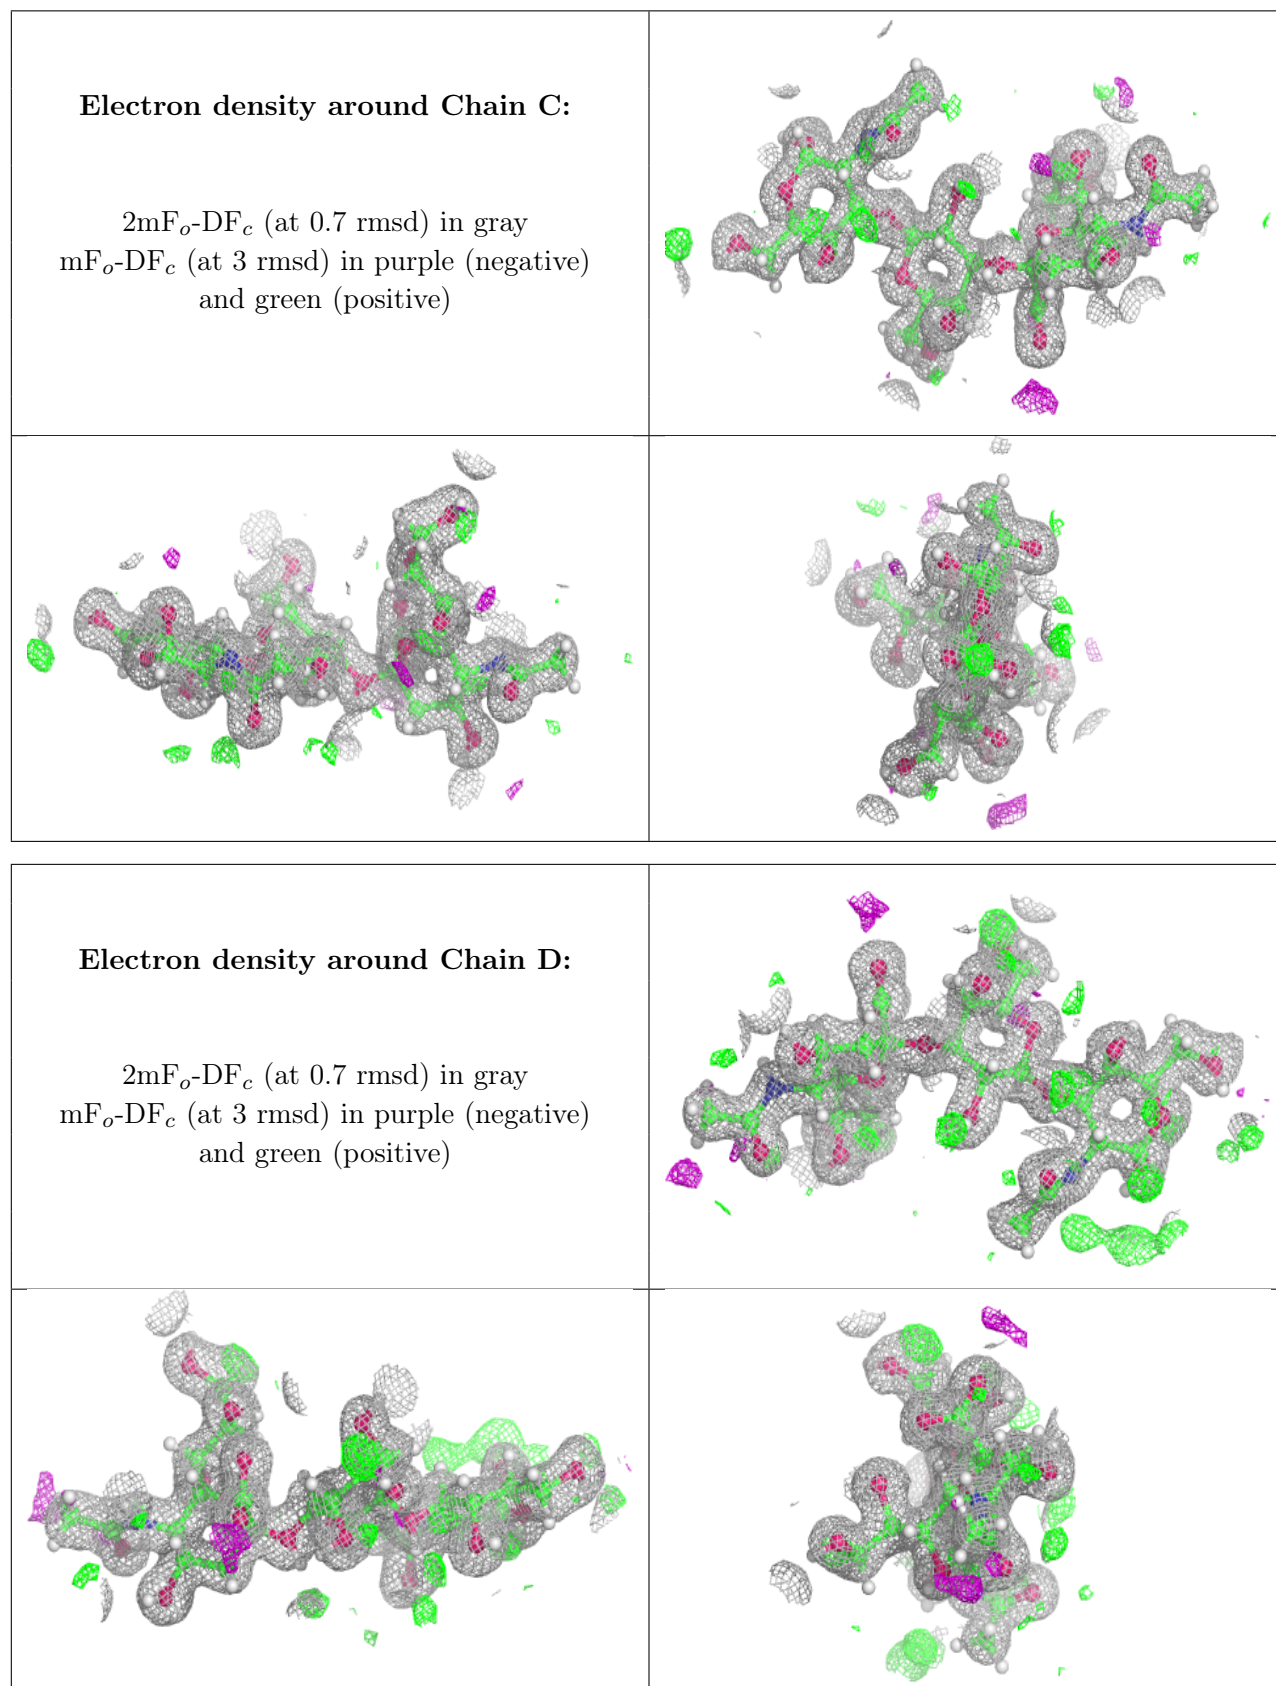 Electron density around Chain C:
2mFo-DFc (at 0.7 rmsd) in gray
mFo-DFc (at 3 rmsd) in purple (negative)
and green (positive)
Electron density around Chain D:
2mFo-DFc (at 0.7 rmsd) in gray
mFo-DFc (at 3 rmsd) in purple (negative)
and green (positive)